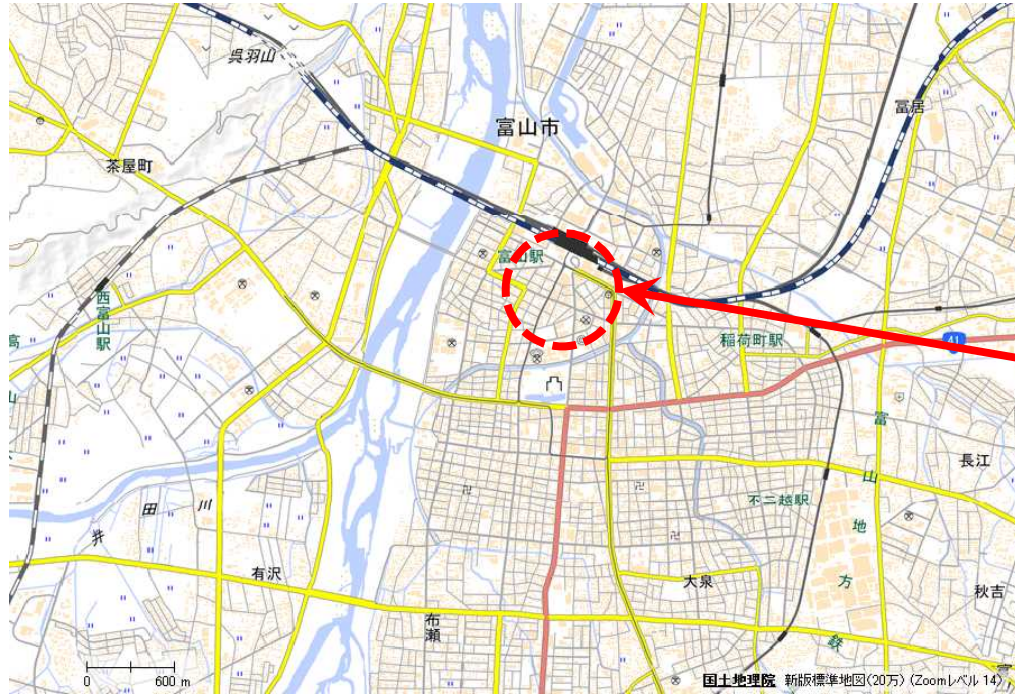 呉羽山
富山市
富居
茶屋町
富山駅
西富山駅
高
山
稲荷町駅
41
富山地方鉄
長江
不二越駅
井田川
有沢
布瀬
大泉
秋吉
0 600 m
国土地理院 新版標準地図(20万) (Zoomレベル 14)